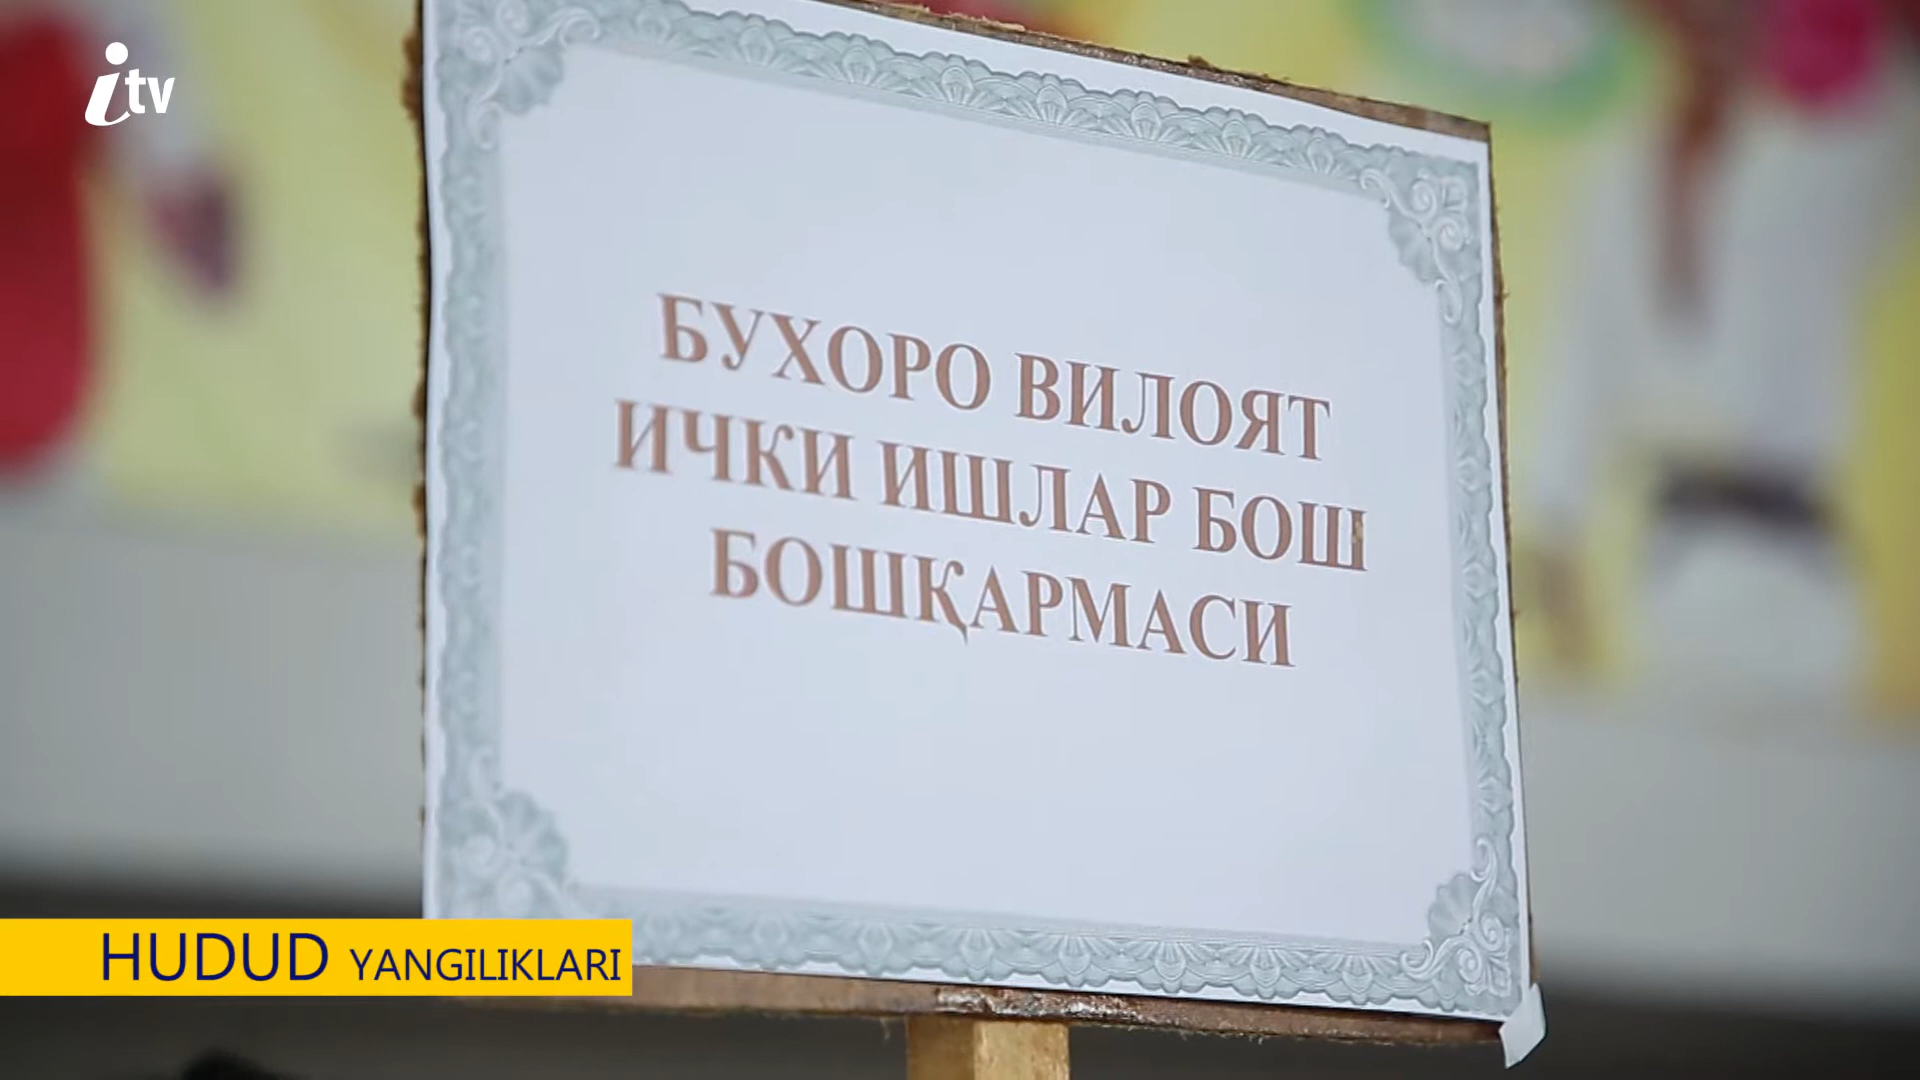 itv
БУХОРО ВИЛОЯТ
ИЧКИ ИШЛАР БОШ
БОШҚАРМАСИ
HUDUD YANGILIKLARI